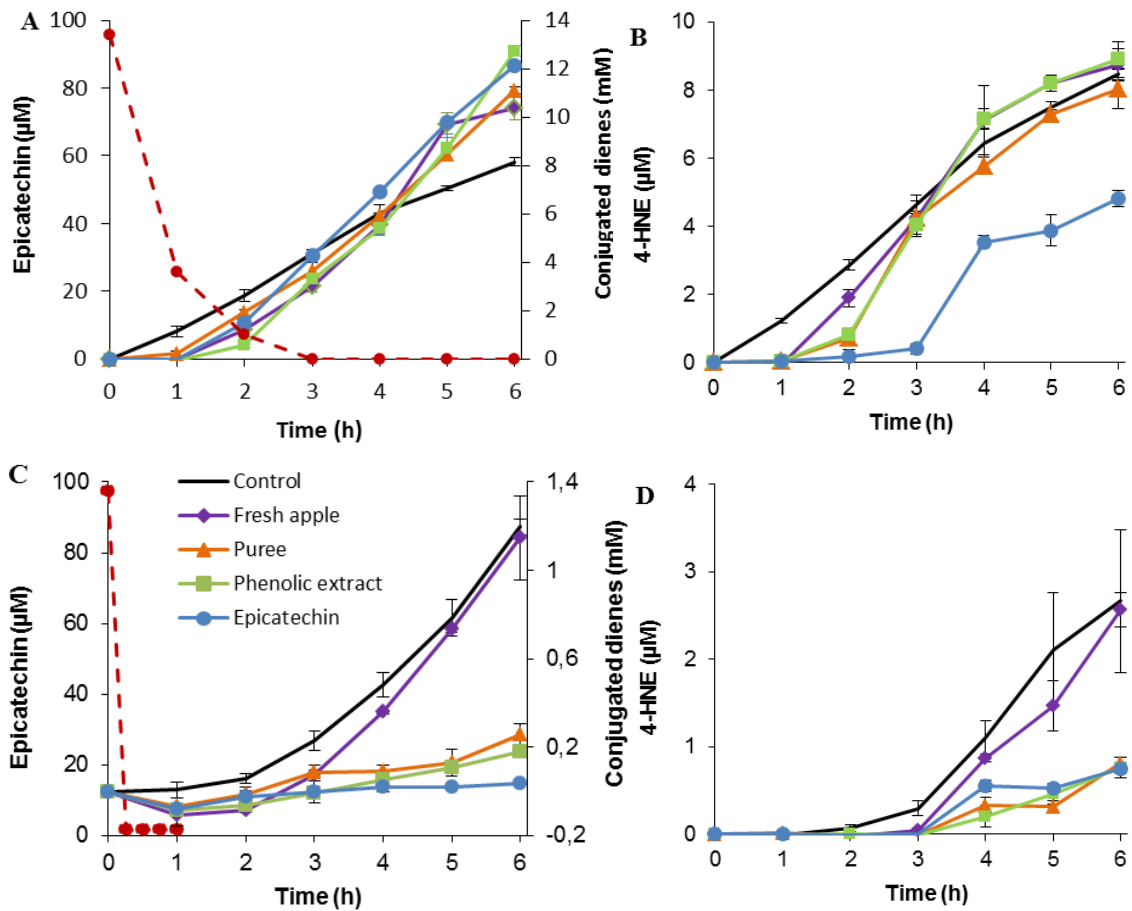 A
100
80
60
40
20
0
Epicatechin (µM)
14
12
10
8
6
4
2
0
Conjugated dienes (mM)
0 1 2 3 4 5 6
Time (h)
B
10
8
6
4
2
0
4-HNE (µM)
0 1 2 3 4 5 6
Time (h)
C
100
80
60
40
20
0
Epicatechin (µM)
Control
Fresh apple
Puree
Phenolic extract
Epicatechin
1,4
1
0,6
0,2
-0,2
Conjugated dienes (mM)
0 1 2 3 4 5 6
Time (h)
D
4
3
2
1
0
4-HNE (µM)
0 1 2 3 4 5 6
Time (h)